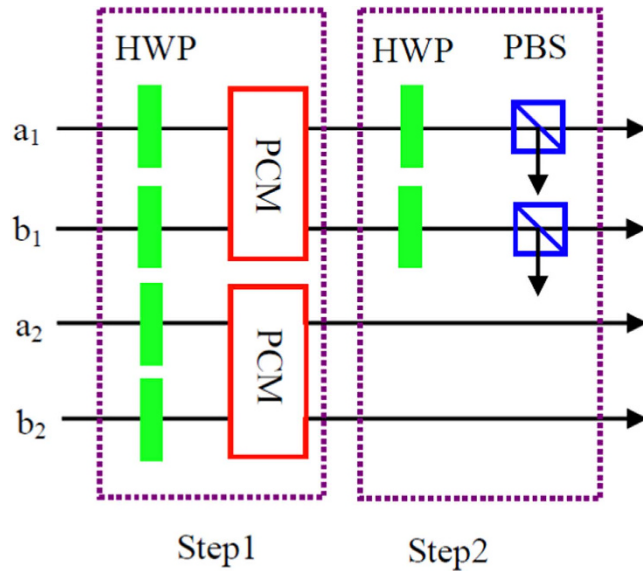 HWP HWP PBS
a1
PCM
b1
a2
PCM
b2
Step1 Step2